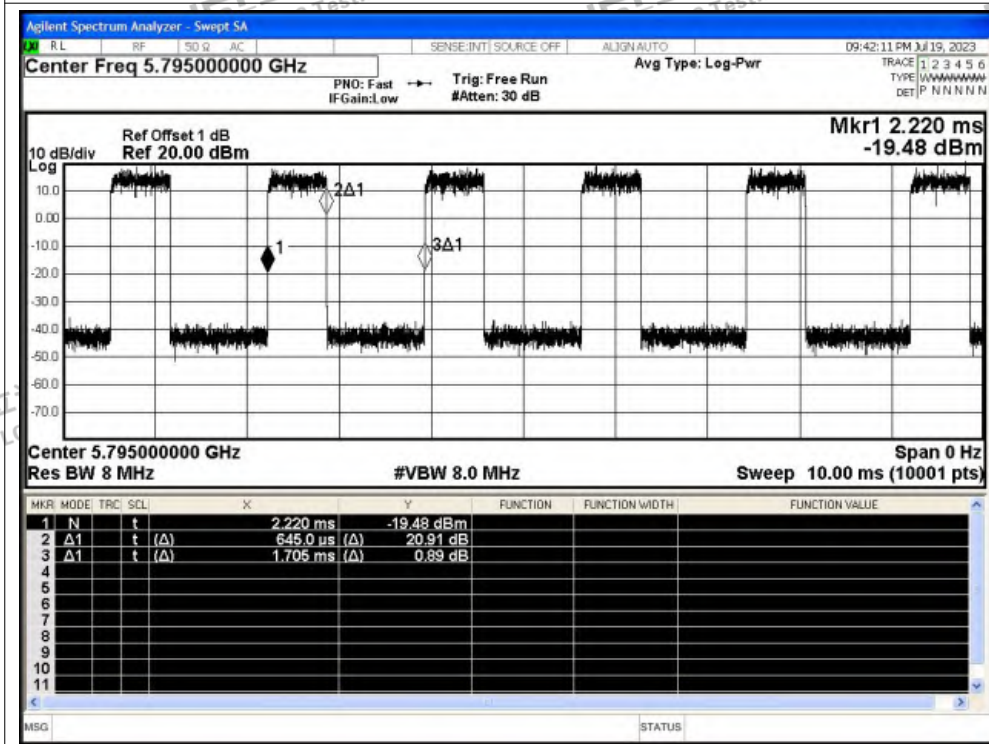 Agilent Spectrum Analyzer - Swept SA
RL RF 50 Ω AC SENSE:INT SOURCE OFF ALIGN AUTO 09:42:11 PM Jul 19, 2023
Center Freq 5.795000000 GHz
PNO: Fast
IFGain:Low
Trig: Free Run
#Atten: 30 dB
Avg Type: Log-Pwr
TRACE 1 2 3 4 5 6
TYPE WWWWWW
DET P N N N N N
Mkr1 2.220 ms
-19.48 dBm
Ref Offset 1 dB
10 dB/div Ref 20.00 dBm
Log
10.0
0.00
-10.0
-20.0
-30.0
-40.0
-50.0
-60.0
-70.0
1
2Δ1
3Δ1
Center 5.795000000 GHz Span 0 Hz
Res BW 8 MHz #VBW 8.0 MHz Sweep 10.00 ms (10001 pts)
MKR MODE TRC SCL X Y FUNCTION FUNCTION WIDTH FUNCTION VALUE
1 N t 2.220 ms -19.48 dBm
2 Δ1 t (Δ) 645.0 µs (Δ) 20.91 dB
3 Δ1 t (Δ) 1.705 ms (Δ) 0.89 dB
4
5
6
7
8
9
10
11
MSG STATUS